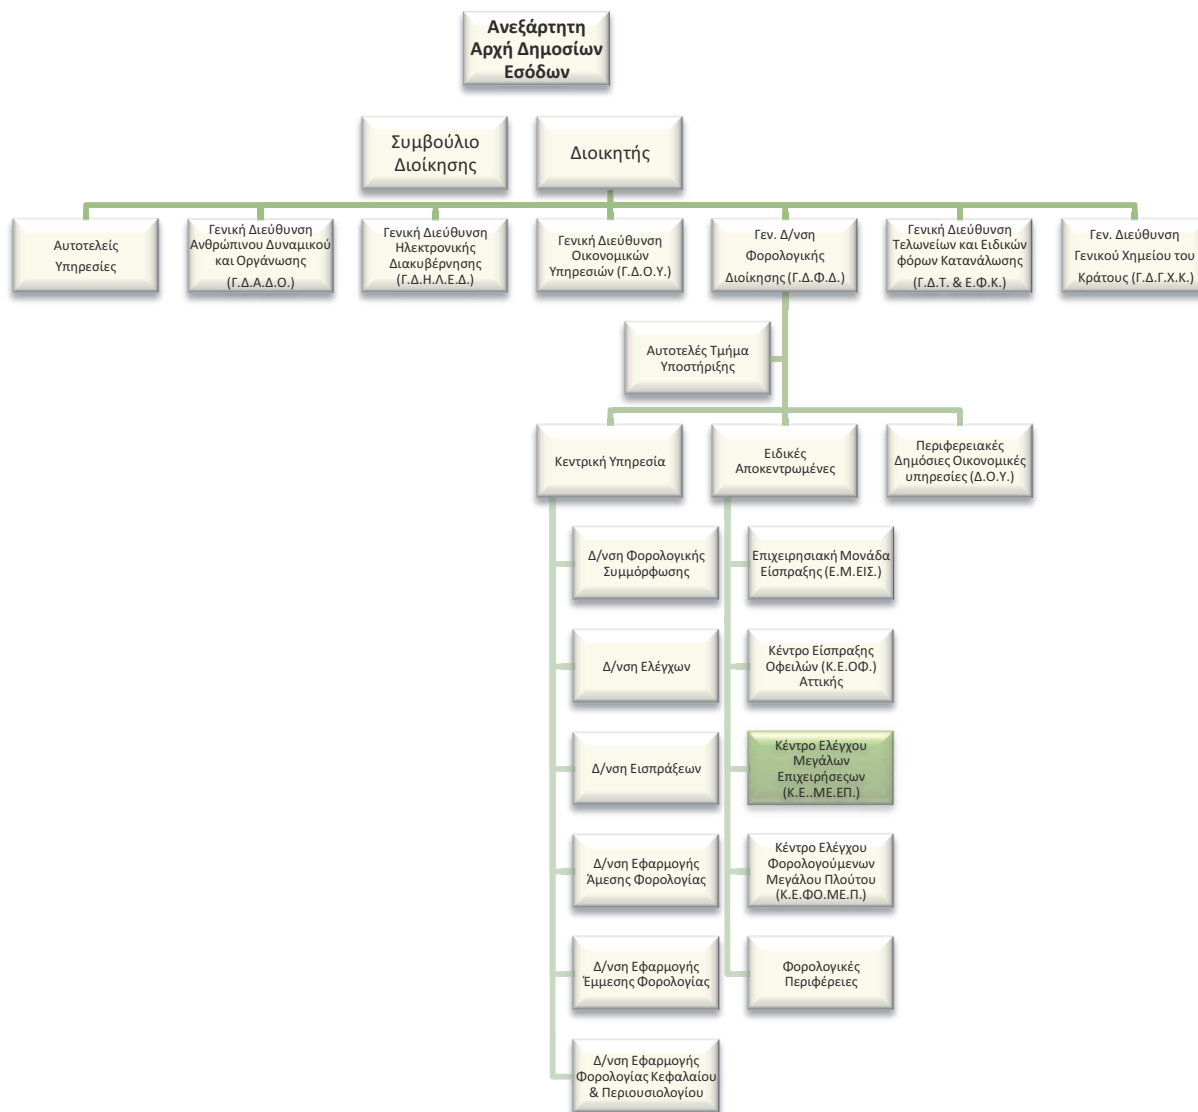 Ανεξάρτητη
Αρχή Δημοσίων
Εσόδων
Συμβούλιο
Διοίκησης
Διοικητής
Αυτοτελείς
Υπηρεσίες
Γενική Διεύθυνση
Ανθρώπινου Δυναμικού
και Οργάνωσης
(Γ.Δ.Α.Δ.Ο.)
Γενική Διεύθυνση
Ηλεκτρονικής
Διακυβέρνησης
(Γ.Δ.Η.Λ.Ε.Δ.)
Γενική Διεύθυνση
Οικονομικών
Υπηρεσιών (Γ.Δ.Ο.Υ.)
Γεν. Δ/νση
Φορολογικής
Διοίκησης (Γ.Δ.Φ.Δ.)
Γενική Διεύθυνση
Τελωνείων και Ειδικών
φόρων Κατανάλωσης
(Γ.Δ.Τ. & Ε.Φ.Κ.)
Γεν. Διεύθυνση
Γενικού Χημείου του
Κράτους (Γ.Δ.Γ.Χ.Κ.)
Αυτοτελές Τμήμα
Υποστήριξης
Κεντρική Υπηρεσία
Ειδικές
Αποκεντρωμένες
Περιφερειακές
Δημόσιες Οικονομικές
υπηρεσίες (Δ.Ο.Υ.)
Δ/νση Φορολογικής
Συμμόρφωσης
Δ/νση Ελέγχων
Δ/νση Εισπράξεων
Δ/νση Εφαρμογής
Άμεσης Φορολογίας
Δ/νση Εφαρμογής
Έμμεσης Φορολογίας
Δ/νση Εφαρμογής
Φορολογίας Κεφαλαίου
& Περιουσιολογίου
Επιχειρησιακή Μονάδα
Είσπραξης (Ε.Μ.ΕΙΣ.)
Κέντρο Είσπραξης
Οφειλών (Κ.Ε.ΟΦ.)
Αττικής
Κέντρο Ελέγχου
Μεγάλων
Επιχειρήσεςων
(Κ.Ε..ΜΕ.ΕΠ.)
Κέντρο Ελέγχου
Φορολογούμενων
Μεγάλου Πλούτου
(Κ.Ε.ΦΟ.ΜΕ.Π.)
Φορολογικές
Περιφέρειες